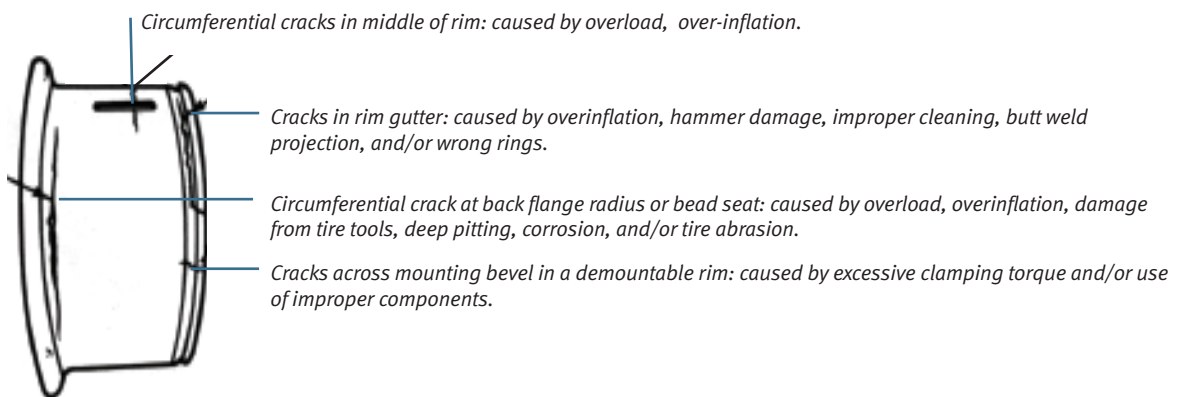 Circumferential cracks in middle of rim: caused by overload, over-inflation.
Cracks in rim gutter: caused by overinflation, hammer damage, improper cleaning, butt weld
projection, and/or wrong rings.
Circumferential crack at back flange radius or bead seat: caused by overload, overinflation, damage
from tire tools, deep pitting, corrosion, and/or tire abrasion.
Cracks across mounting bevel in a demountable rim: caused by excessive clamping torque and/or use
of improper components.